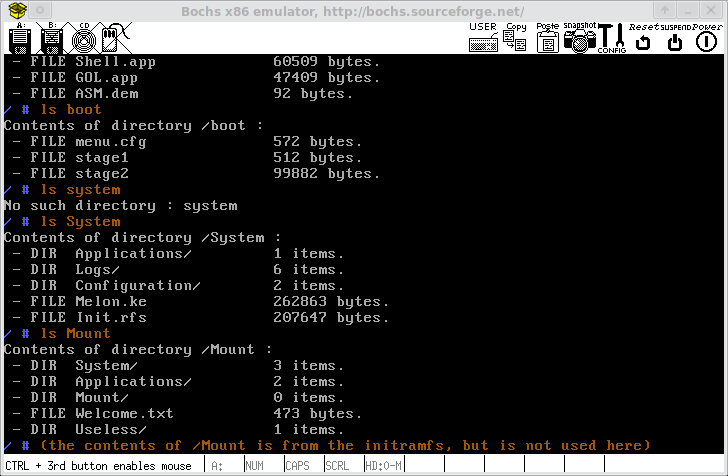 Bochs x86 emulator, http://bochs.sourceforge.net/
A: B: CD
USER Copy Paste snapshot CONFIG Reset SUSPEND Power
- FILE Shell.app 60509 bytes.
- FILE GOL.app 47409 bytes.
- FILE ASM.dem 92 bytes.
/ # ls boot
Contents of directory /boot :
- FILE menu.cfg 572 bytes.
- FILE stage1 512 bytes.
- FILE stage2 99882 bytes.
/ # ls system
No such directory : system
/ # ls System
Contents of directory /System :
- DIR Applications/ 1 items.
- DIR Logs/ 6 items.
- DIR Configuration/ 2 items.
- FILE Melon.ke 262863 bytes.
- FILE Init.rfs 207647 bytes.
/ # ls Mount
Contents of directory /Mount :
- DIR System/ 3 items.
- DIR Applications/ 2 items.
- DIR Mount/ 0 items.
- FILE Welcome.txt 473 bytes.
- DIR Useless/ 1 items.
/ # (the contents of /Mount is from the initramfs, but is not used here)
CTRL + 3rd button enables mouse A: NUM CAPS SCRL HD:0-M